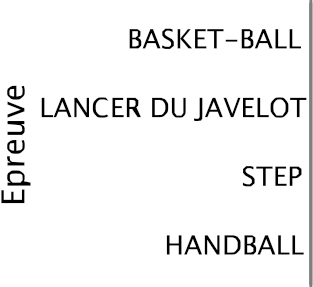 Epreuve
BASKET-BALL
LANCER DU JAVELOT
STEP
HANDBALL